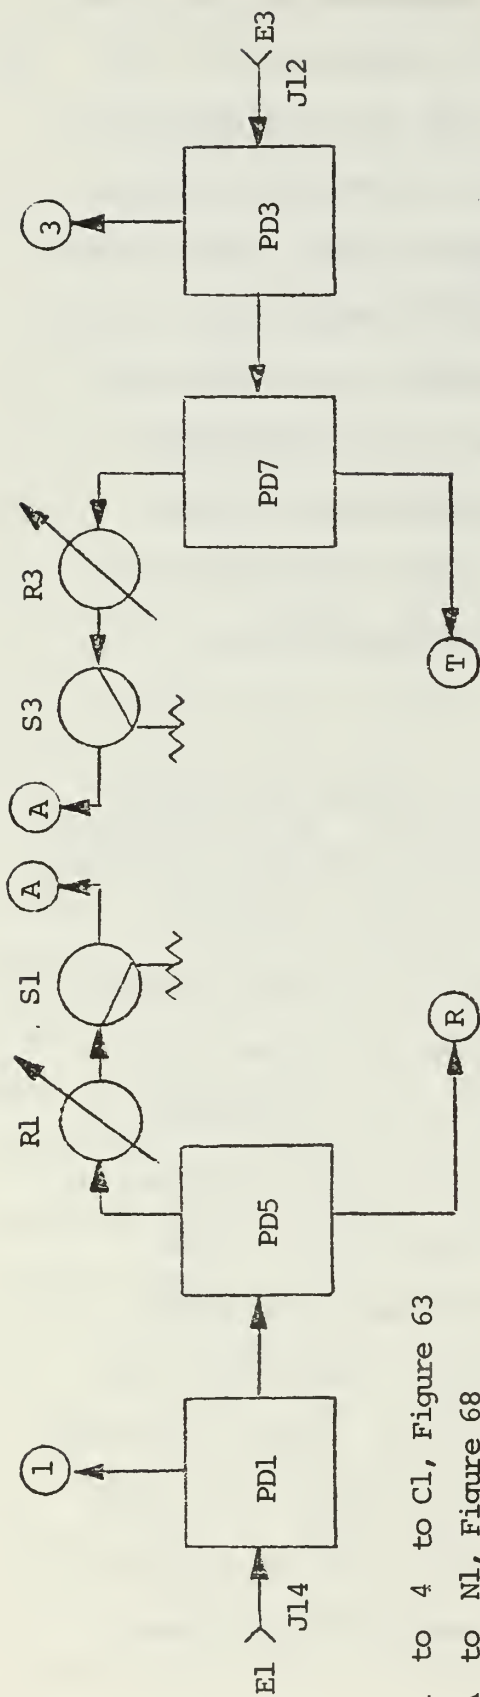 1
R1
S1
A
A
S3
R3
3
E1
J14
PD1
PD5
PD7
PD3
E3
J12
R
T
to 4 to C1, Figure 63
to N1, Figure 68